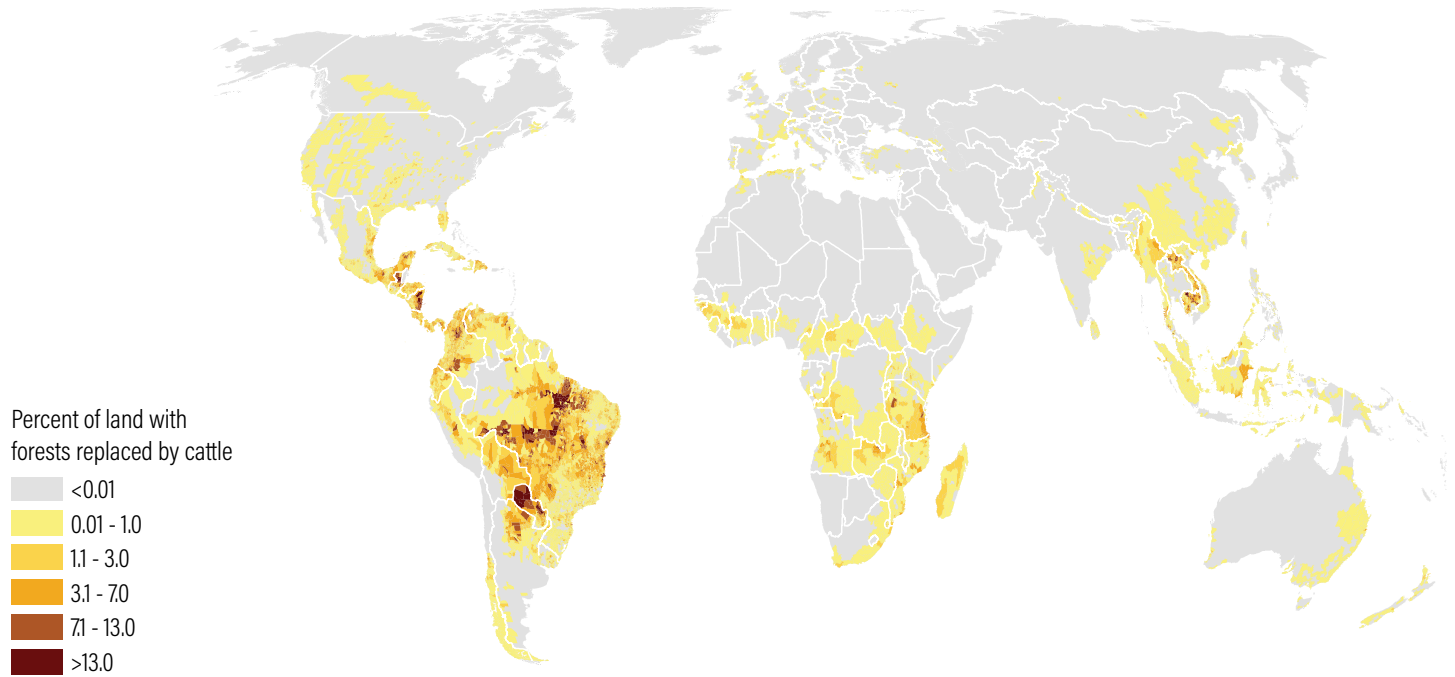 Percent of land with
forests replaced by cattle
<0.01
0.01 - 1.0
1.1 - 3.0
3.1 - 7.0
7.1 - 13.0
>13.0